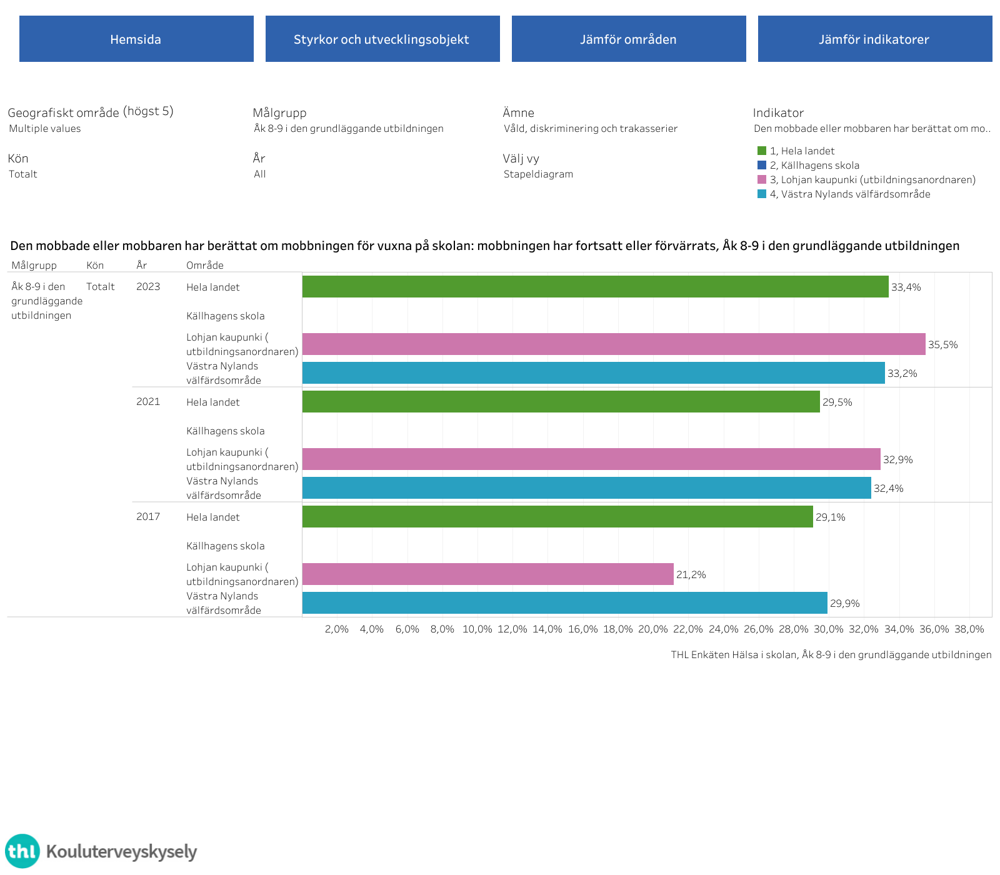 Hemsida
Styrkor och utvecklingsobjekt
Jämför områden
Jämför indikatorer
Geografiskt område (högst 5)
Multiple values
Målgrupp
Åk 8-9 i den grundläggande utbildningen
Ämne
Våld, diskriminering och trakasserier
Indikator
Den mobbade eller mobbaren har berättat om mo..
Kön
Totalt
År
All
Välj vy
Stapeldiagram
1, Hela landet
2, Källhagens skola
3, Lohjan kaupunki (utbildningsanordnaren)
4, Västra Nylands välfärdsområde
Den mobbade eller mobbaren har berättat om mobbningen för vuxna på skolan: mobbningen har fortsatt eller förvärrats, Åk 8-9 i den grundläggande utbildningen
Målgrupp Kön År Område
Åk 8-9 i den
grundläggande
utbildningen
Totalt
2023
Hela landet
33,4%
Källhagens skola
Lohjan kaupunki (
utbildningsanordnaren)
35,5%
Västra Nylands
välfärdsområde
33,2%
2021
Hela landet
29,5%
Källhagens skola
Lohjan kaupunki (
utbildningsanordnaren)
32,9%
Västra Nylands
välfärdsområde
32,4%
2017
Hela landet
29,1%
Källhagens skola
Lohjan kaupunki (
utbildningsanordnaren)
21,2%
Västra Nylands
välfärdsområde
29,9%
2,0% 4,0% 6,0% 8,0% 10,0% 12,0% 14,0% 16,0% 18,0% 20,0% 22,0% 24,0% 26,0% 28,0% 30,0% 32,0% 34,0% 36,0% 38,0%
THL Enkäten Hälsa i skolan, Åk 8-9 i den grundläggande utbildningen
thl Kouluterveyskysely